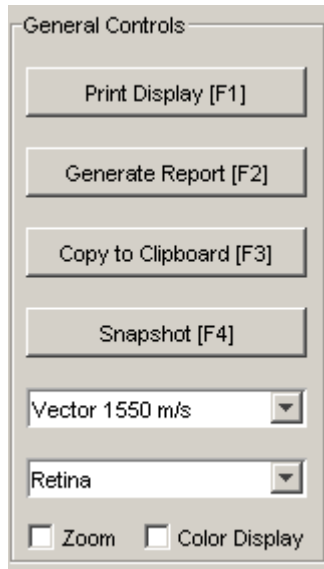 General Controls
Print Display [F1]
Generate Report [F2]
Copy to Clipboard [F3]
Snapshot [F4]
Vector 1550 m/s
Retina
Zoom Color Display